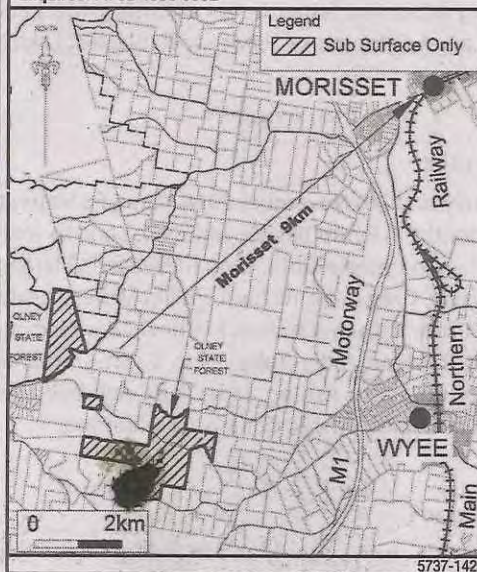 Legend
Sub Surface Only
NORTH
MORISSET
Railway
Morisset 9km
Motorway
OLNEY
STATE
FOREST
OLNEY
STATE
FOREST
Northern
WYEE
M1
Main
0 2km
5737-142